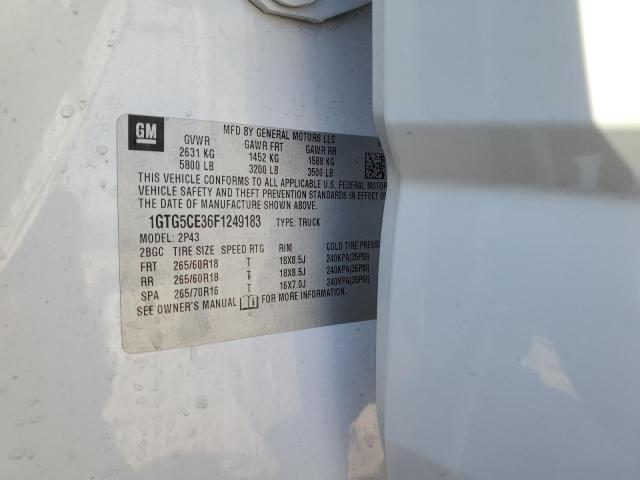 GM
MFD BY GENERAL MOTORS LLC
GVWR GAWR FRT GAWR RR
2631 KG 1452 KG 1588 KG
5800 LB 3200 LB 3500 LB
THIS VEHICLE CONFORMS TO ALL APPLICABLE U.S. FEDERAL MOTOR
VEHICLE SAFETY AND THEFT PREVENTION STANDARDS IN EFFECT
THE DATE OF MANUFACTURE SHOWN ABOVE.
1GTG5CE36F1249183 TYPE: TRUCK
MODEL: 2P43
2BGC TIRE SIZE SPEED RTG RIM COLD TIRE PRESS
FRT 265/60R18 T 18X8.5J 240KPA(35PSI)
RR 265/60R18 T 18X8.5J 240KPA(35PSI)
SPA 265/70R16 T 16X7.0J 240KPA(35PSI)
SEE OWNER'S MANUAL FOR MORE INFORMATION.